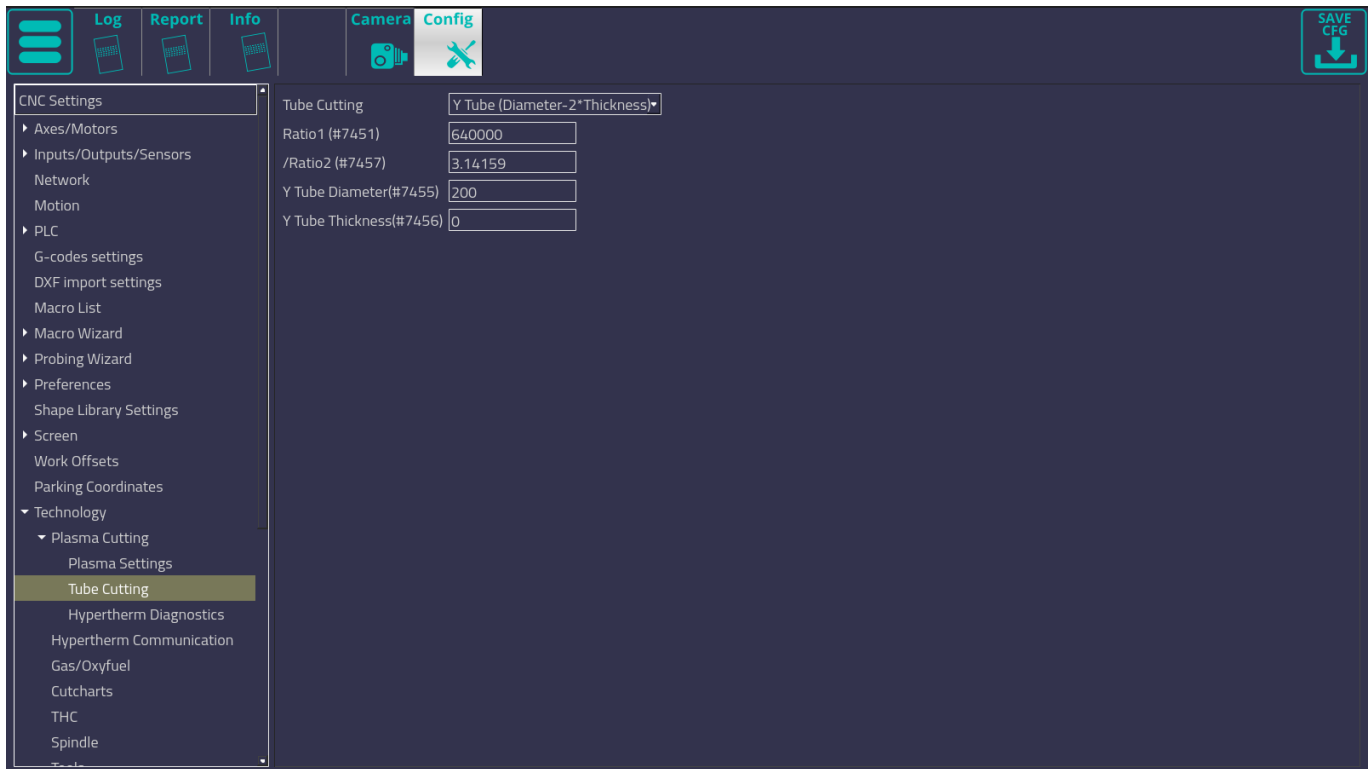 Log Report Info Camera Config SAVE
CFG
CNC Settings
Axes/Motors
Inputs/Outputs/Sensors
Network
Motion
PLC
G-codes settings
DXF import settings
Macro List
Macro Wizard
Probing Wizard
Preferences
Shape Library Settings
Screen
Work Offsets
Parking Coordinates
Technology
Plasma Cutting
Plasma Settings
Tube Cutting
Hypertherm Diagnostics
Hypertherm Communication
Gas/Oxyfuel
Cutcharts
THC
Spindle
Tube Cutting Y Tube (Diameter-2*Thickness)
Ratio1 (#7451) 640000
/Ratio2 (#7457) 3.14159
Y Tube Diameter(#7455) 200
Y Tube Thickness(#7456) 0